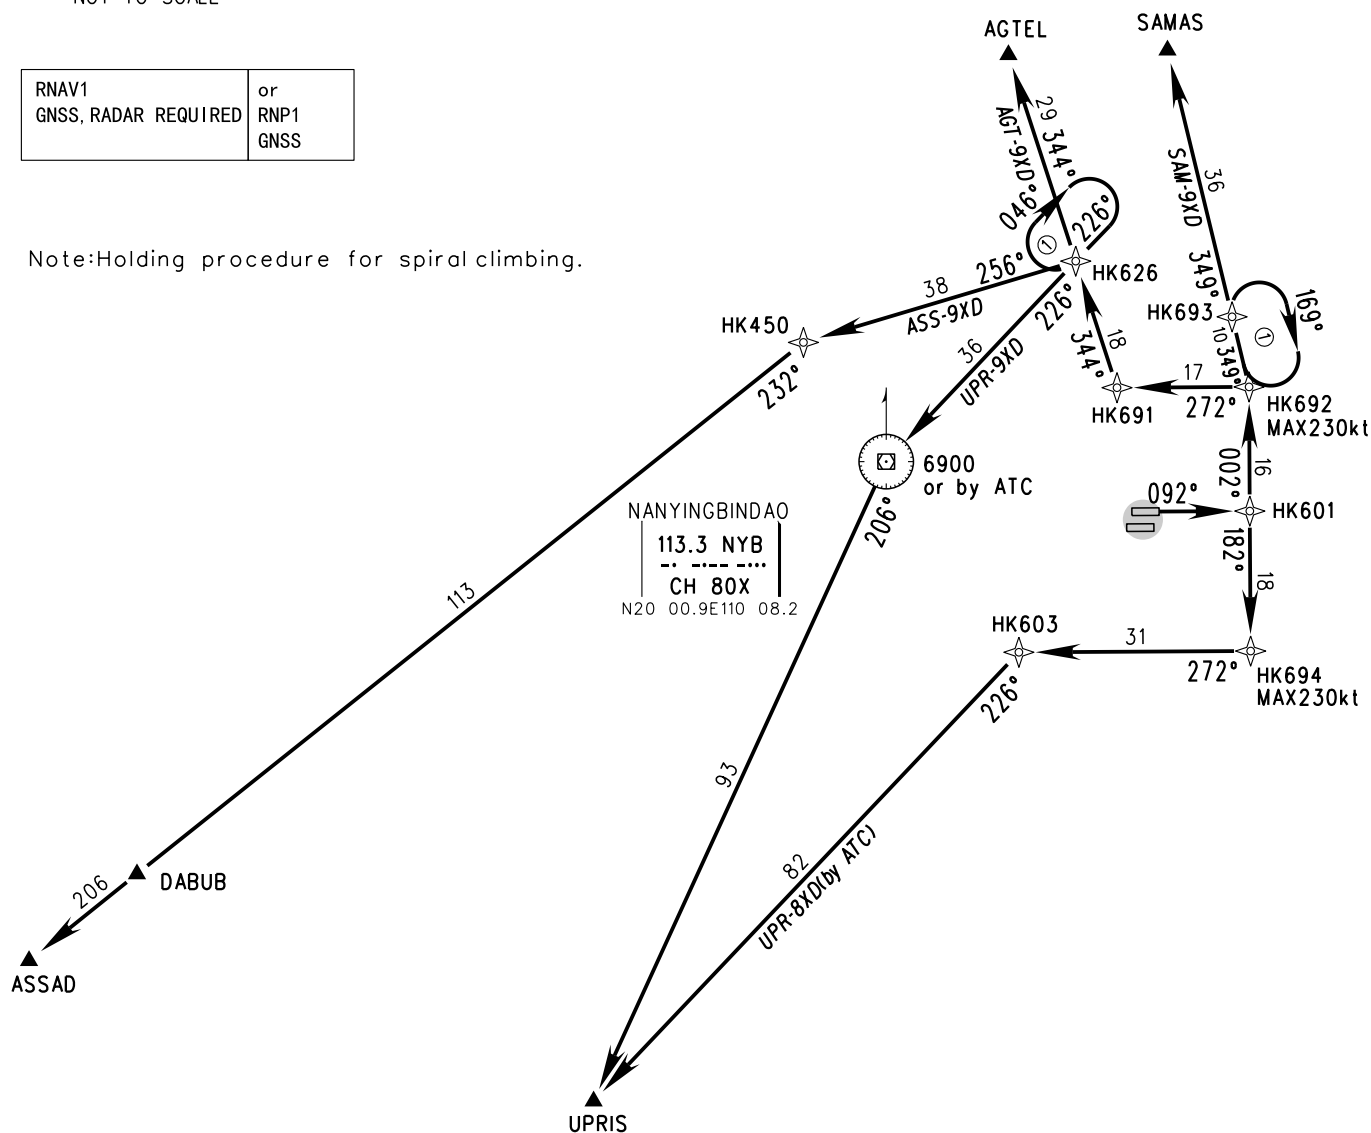 NOT TO SCALE
AGTEL
SAMAS
RNAV1
GNSS, RADAR REQUIRED
or
RNP1
GNSS
29 344°
AGT-9XD
36
SAM-9XD
349°
046°
226°
①
Note:Holding procedure for spiral climbing.
256°
HK626
38
ASS-9XD
226°
HK450
232°
36
UPR-9XD
18
344°
HK693
169°
①
10 349°
17
272°
HK691
HK692
MAX230kt
6900
or by ATC
206°
16
002°
092°
HK601
182°
18
NANYINGBINDAO
113.3 NYB
-· -·-- -···
CH 80X
N20 00.9E110 08.2
113
HK603
31
272°
HK694
MAX230kt
226°
93
82
UPR-8XD(by ATC)
DABUB
206
ASSAD
UPRIS